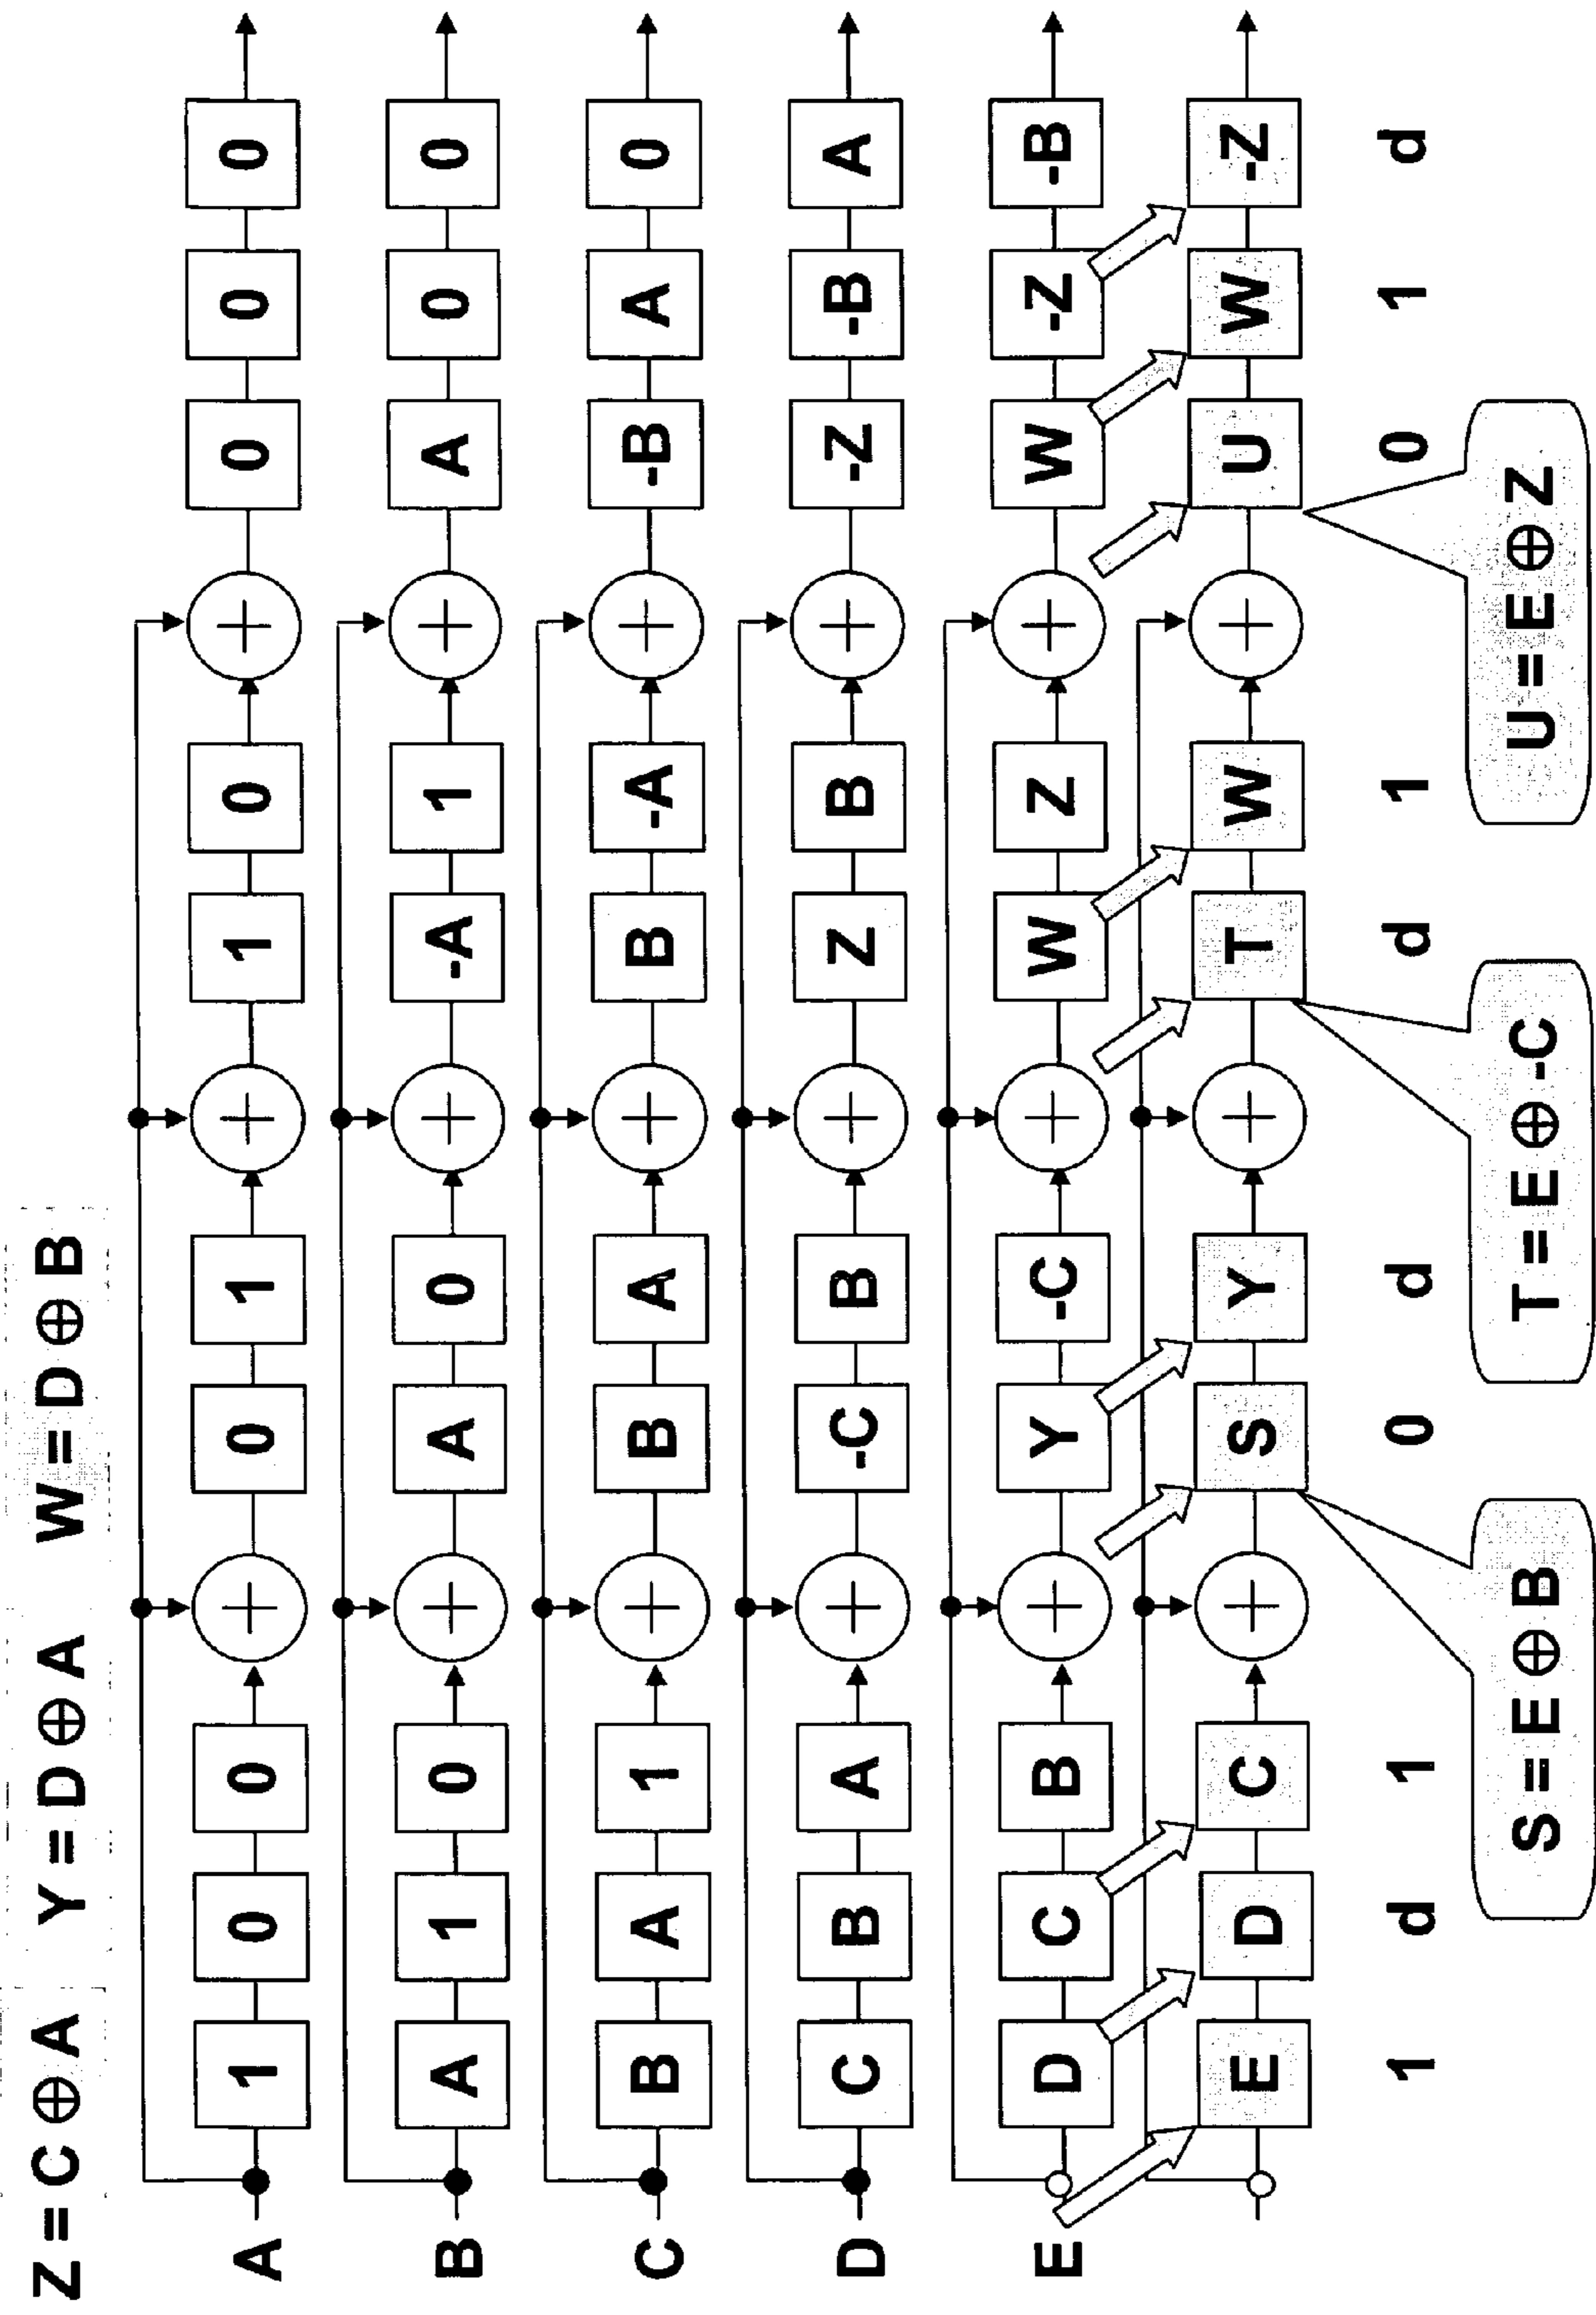 Z = C ⊕ A Y = D ⊕ A W = D ⊕ B
A 1 0 0 + 0 1 + 1 0 + 0 0 0
B A 1 0 + A 0 + -A 1 + A 0 0
C B A 1 + B A + B -A + -B A 0
D C B A + -C B + Z B + -Z -B A
E D C B + Y -C + W Z + W -Z -B
E D C + S Y + T W + U W -Z
1 d 1 0 d d 1 0 1 d
S = E ⊕ B T = E ⊕ -C U = E ⊕ Z